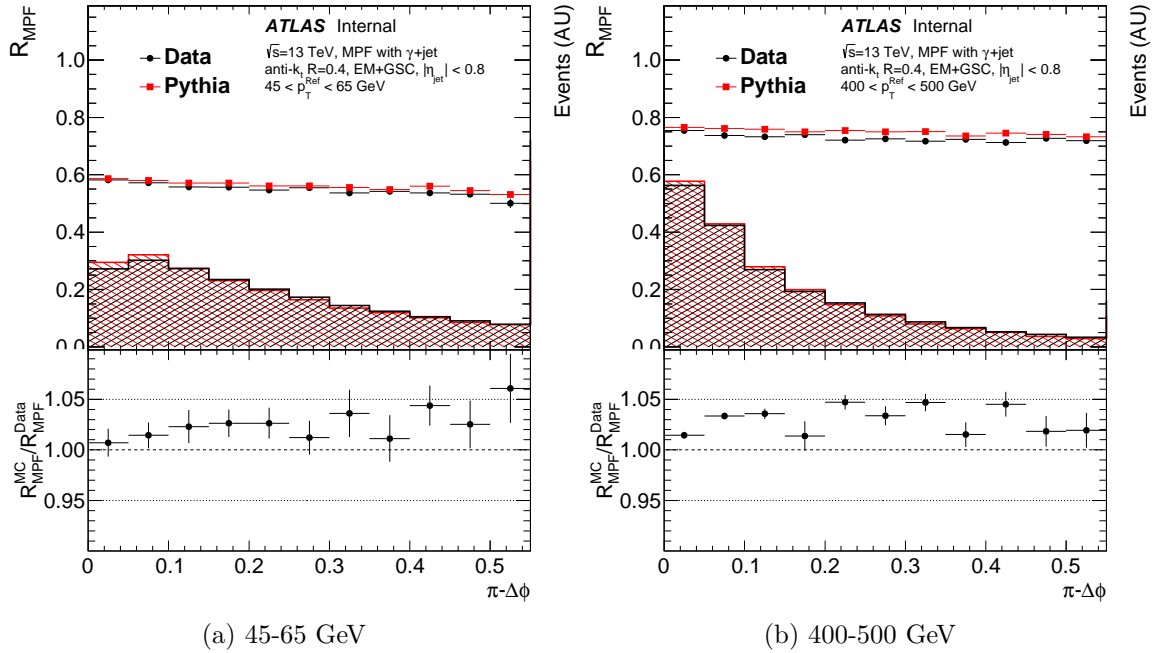 R_MPF
ATLAS Internal
√s=13 TeV, MPF with γ+jet
anti-k_t R=0.4, EM+GSC, |η_jet| < 0.8
45 < p_T^Ref < 65 GeV
Data
Pythia
Events (AU)
1.0
0.8
0.6
0.4
0.2
0.0
R_MPF^MC/R_MPF^Data
1.05
1.00
0.95
0 0.1 0.2 0.3 0.4 0.5
π-Δϕ
(a) 45-65 GeV
R_MPF
ATLAS Internal
√s=13 TeV, MPF with γ+jet
anti-k_t R=0.4, EM+GSC, |η_jet| < 0.8
400 < p_T^Ref < 500 GeV
Data
Pythia
Events (AU)
1.0
0.8
0.6
0.4
0.2
0.0
R_MPF^MC/R_MPF^Data
1.05
1.00
0.95
0 0.1 0.2 0.3 0.4 0.5
π-Δϕ
(b) 400-500 GeV